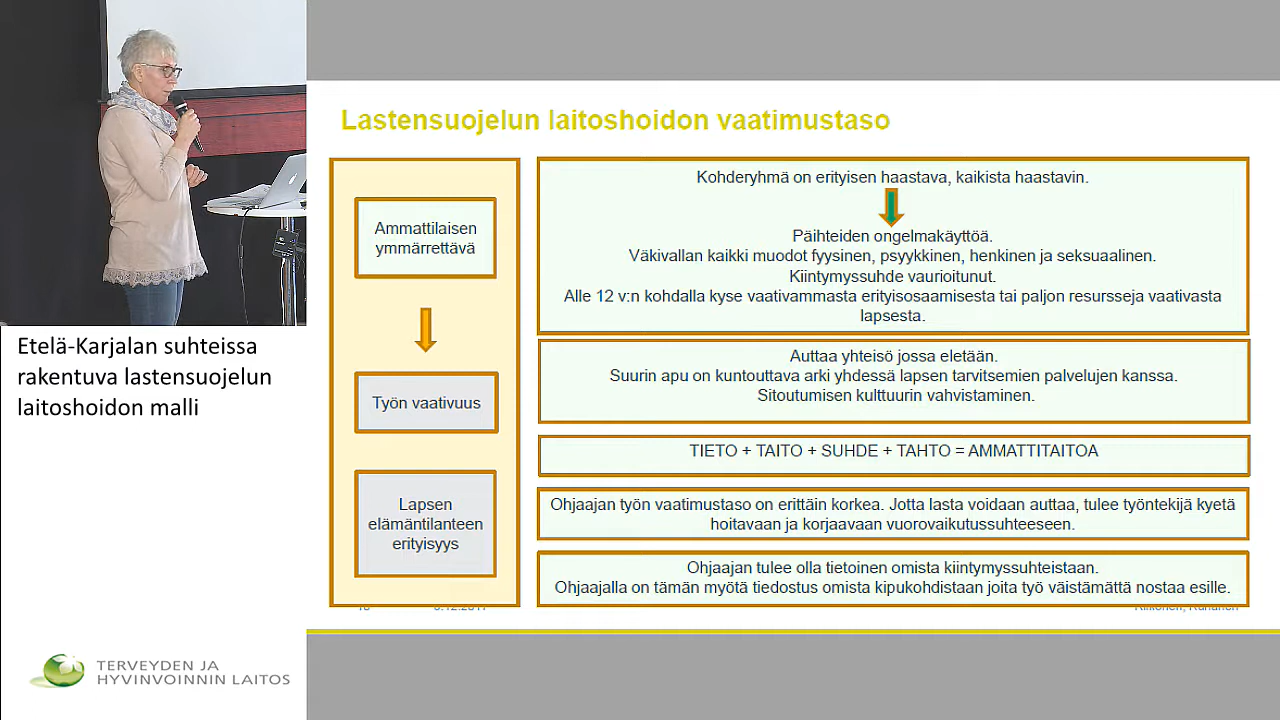 Lastensuojelun laitoshoidon vaatimustaso
Ammattilaisen
ymmärrettävä
Työn vaativuus
Lapsen
elämäntilanteen
erityisyys
Kohderyhmä on erityisen haastava, kaikista haastavin.
Päihteiden ongelmakäyttöä.
Väkivallan kaikki muodot fyysinen, psyykkinen, henkinen ja seksuaalinen.
Kiintymyssuhde vaurioitunut.
Alle 12 v:n kohdalla kyse vaativammasta erityisosaamisesta tai paljon resursseja vaativasta
lapsesta.
Auttaa yhteisö jossa eletään.
Suurin apu on kuntouttava arki yhdessä lapsen tarvitsemien palvelujen kanssa.
Sitoutumisen kulttuurin vahvistaminen.
TIETO + TAITO + SUHDE + TAHTO = AMMATTITAITOA
Ohjaajan työn vaatimustaso on erittäin korkea. Jotta lasta voidaan auttaa, tulee työntekijä kyetä
hoitavaan ja korjaavaan vuorovaikutussuhteeseen.
Ohjaajan tulee olla tietoinen omista kiintymyssuhteistaan.
Ohjaajalla on tämän myötä tiedostus omista kipukohdistaan joita työ väistämättä nostaa esille.
Etelä-Karjalan suhteissa
rakentuva lastensuojelun
laitoshoidon malli
TERVEYDEN JA
HYVINVOINNIN LAITOS